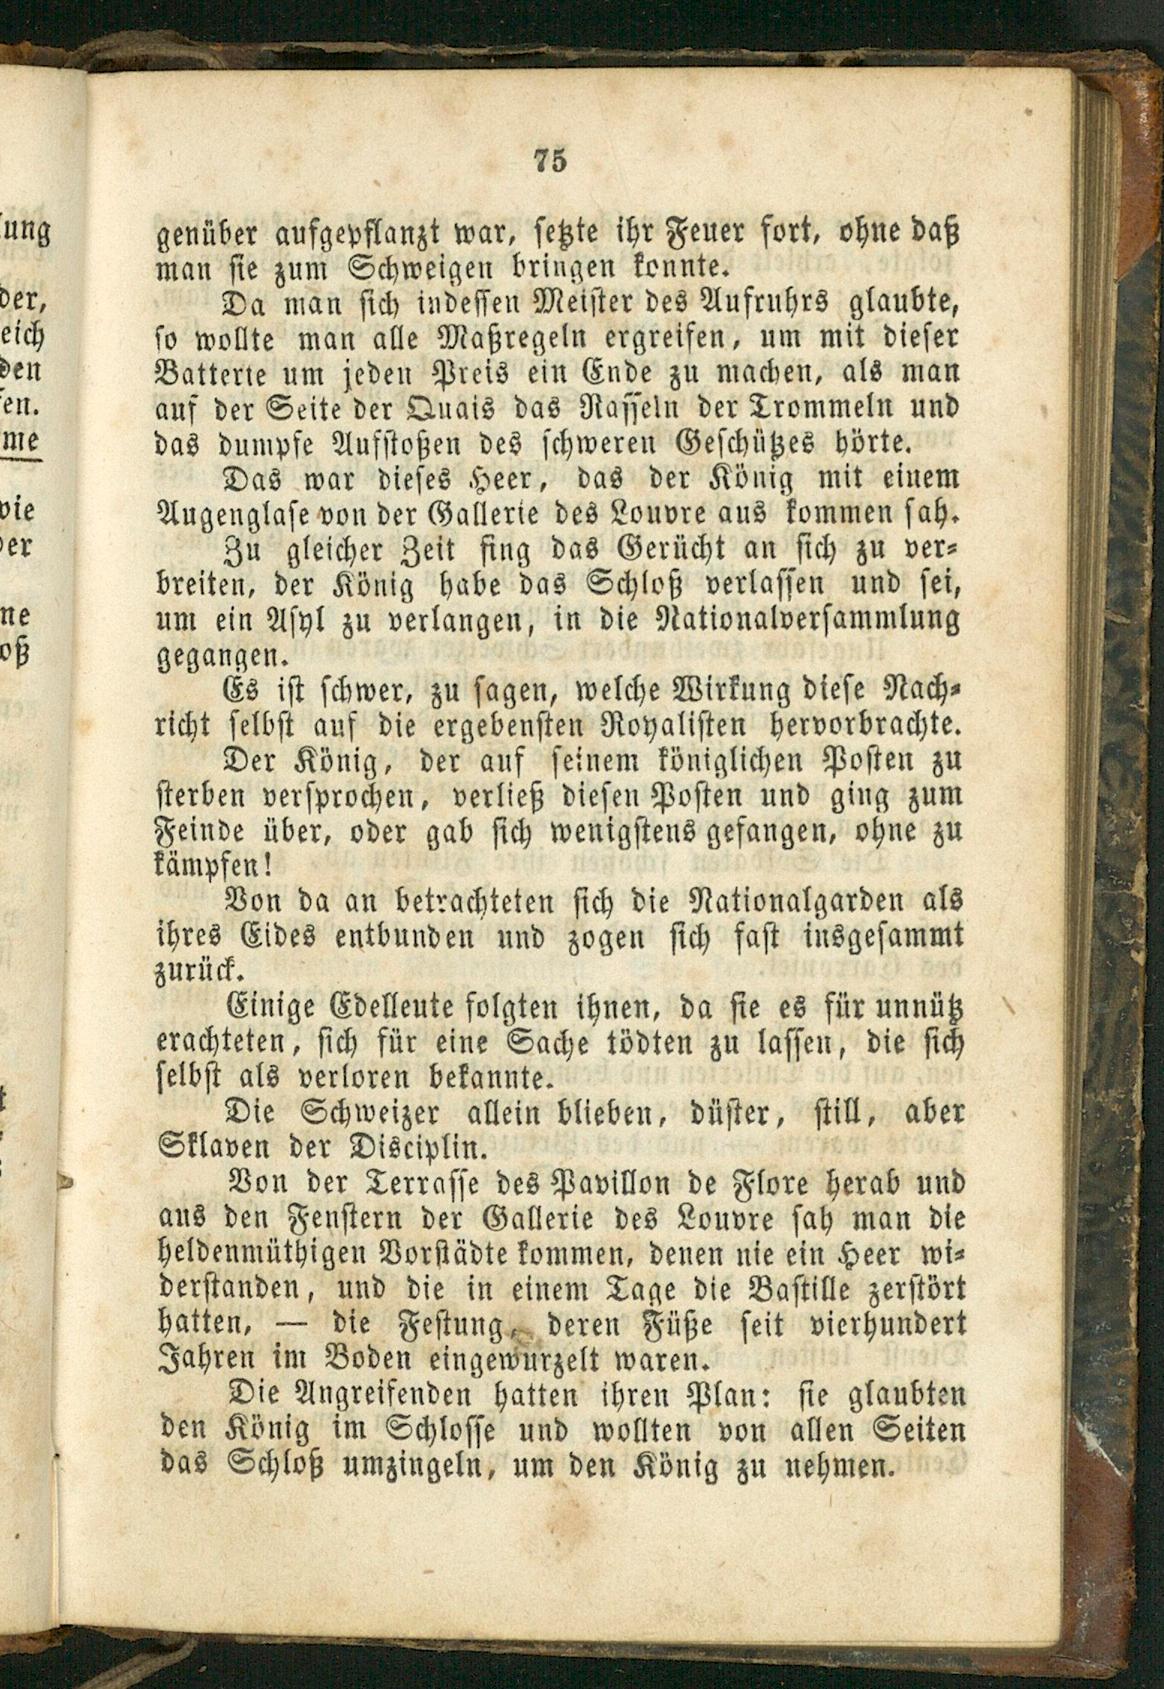 75
genüber aufgepflanzt war, setzte ihr Feuer fort, ohne daß
man sie zum Schweigen bringen konnte.
Da man sich indessen Meister des Aufruhrs glaubte,
so wollte man alle Maßregeln ergreifen, um mit dieser
Batterie um jeden Preis ein Ende zu machen, als man
auf der Seite der Quais das Rasseln der Trommeln und
das dumpfe Aufstoßen des schweren Geschützes hörte.
Das war dieses Heer, das der König mit einem
Augenglase von der Gallerie des Louvre aus kommen sah.
Zu gleicher Zeit fing das Gerücht an sich zu ver-
breiten, der König habe das Schloß verlassen und sei,
um ein Asyl zu verlangen, in die Nationalversammlung
gegangen.
Es ist schwer, zu sagen, welche Wirkung diese Nach-
richt selbst auf die ergebensten Royalisten hervorbrachte.
Der König, der auf seinem königlichen Posten zu
sterben versprochen, verließ diesen Posten und ging zum
Feinde über, oder gab sich wenigstens gefangen, ohne zu
kämpfen!
Von da an betrachteten sich die Nationalgarden als
ihres Eides entbunden und zogen sich fast insgesammt
zurück.
Einige Edelleute folgten ihnen, da sie es für unnütz
erachteten, sich für eine Sache tödten zu lassen, die sich
selbst als verloren bekannte.
Die Schweizer allein blieben, düster, still, aber
Sklaven der Disciplin.
Von der Terrasse des Pavillon de Flore herab und
aus den Fenstern der Gallerie des Louvre sah man die
heldenmüthigen Vorstädte kommen, denen nie ein Heer wi-
derstanden, und die in einem Tage die Bastille zerstört
hatten, — die Festung, deren Füße seit vierhundert
Jahren im Boden eingewurzelt waren.
Die Angreifenden hatten ihren Plan: sie glaubten
den König im Schlosse und wollten von allen Seiten
das Schloß umzingeln, um den König zu nehmen.